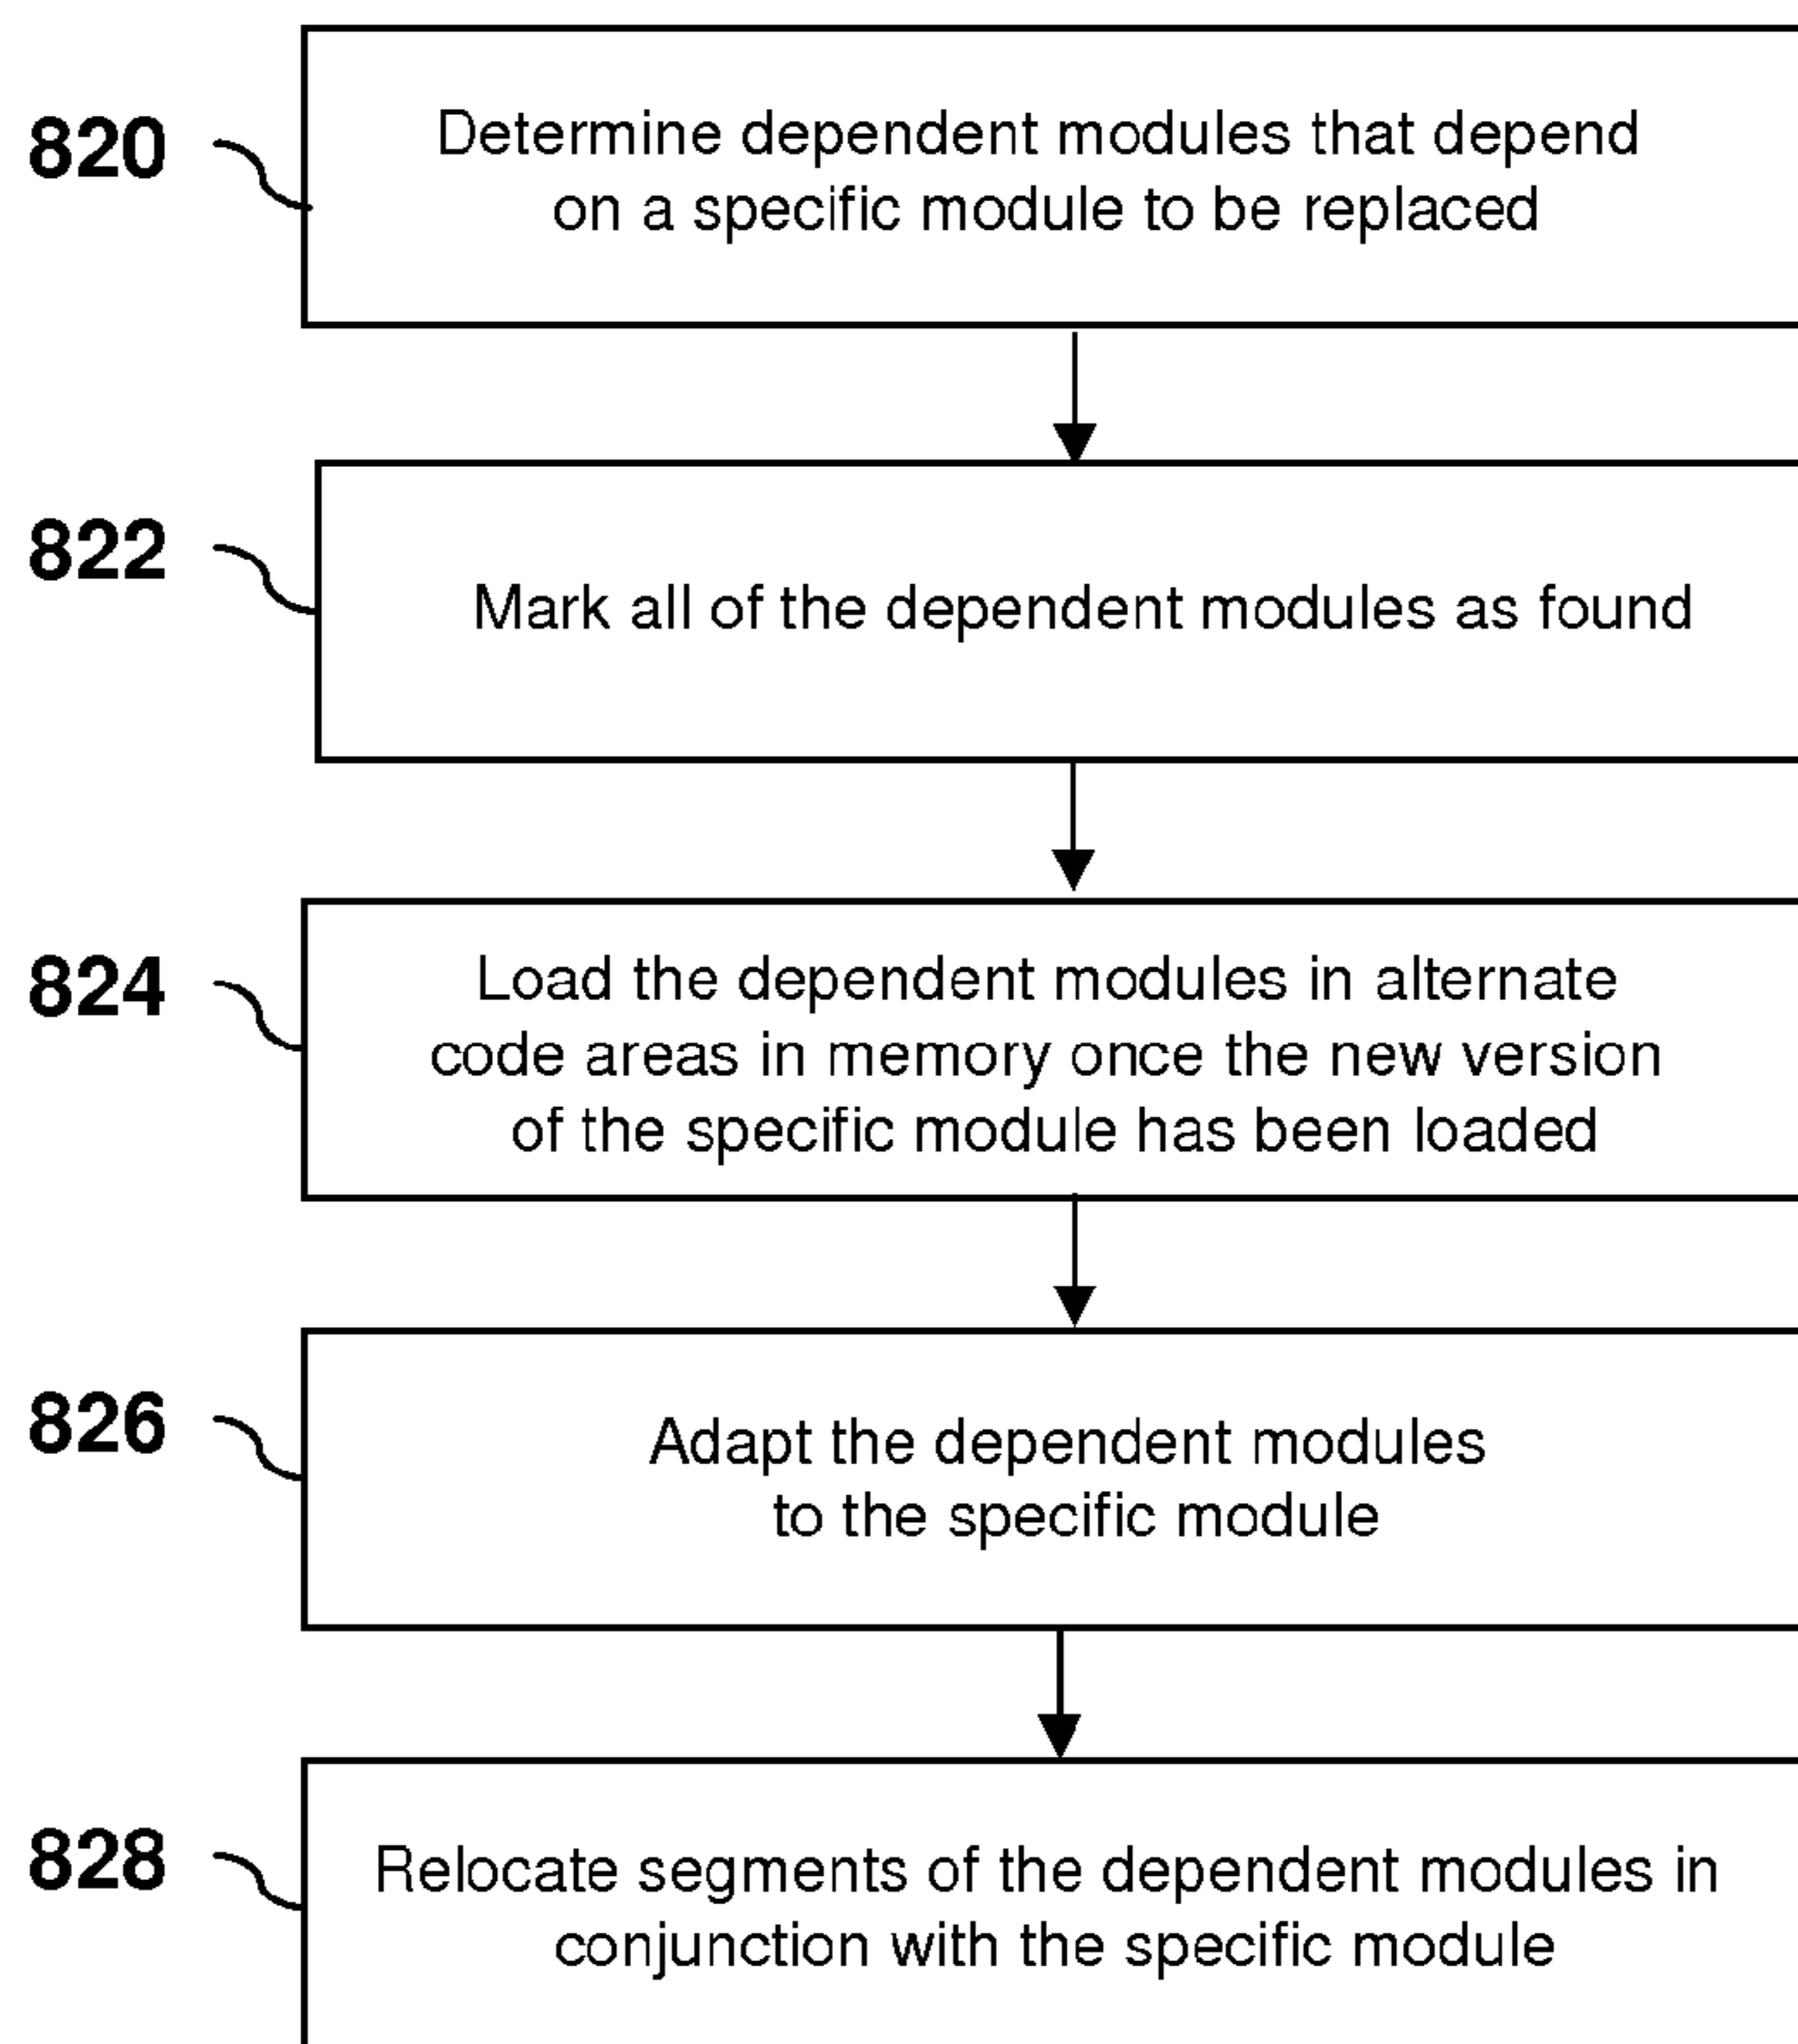 820
Determine dependent modules that depend
on a specific module to be replaced
822
Mark all of the dependent modules as found
824
Load the dependent modules in alternate
code areas in memory once the new version
of the specific module has been loaded
826
Adapt the dependent modules
to the specific module
828
Relocate segments of the dependent modules in
conjunction with the specific module